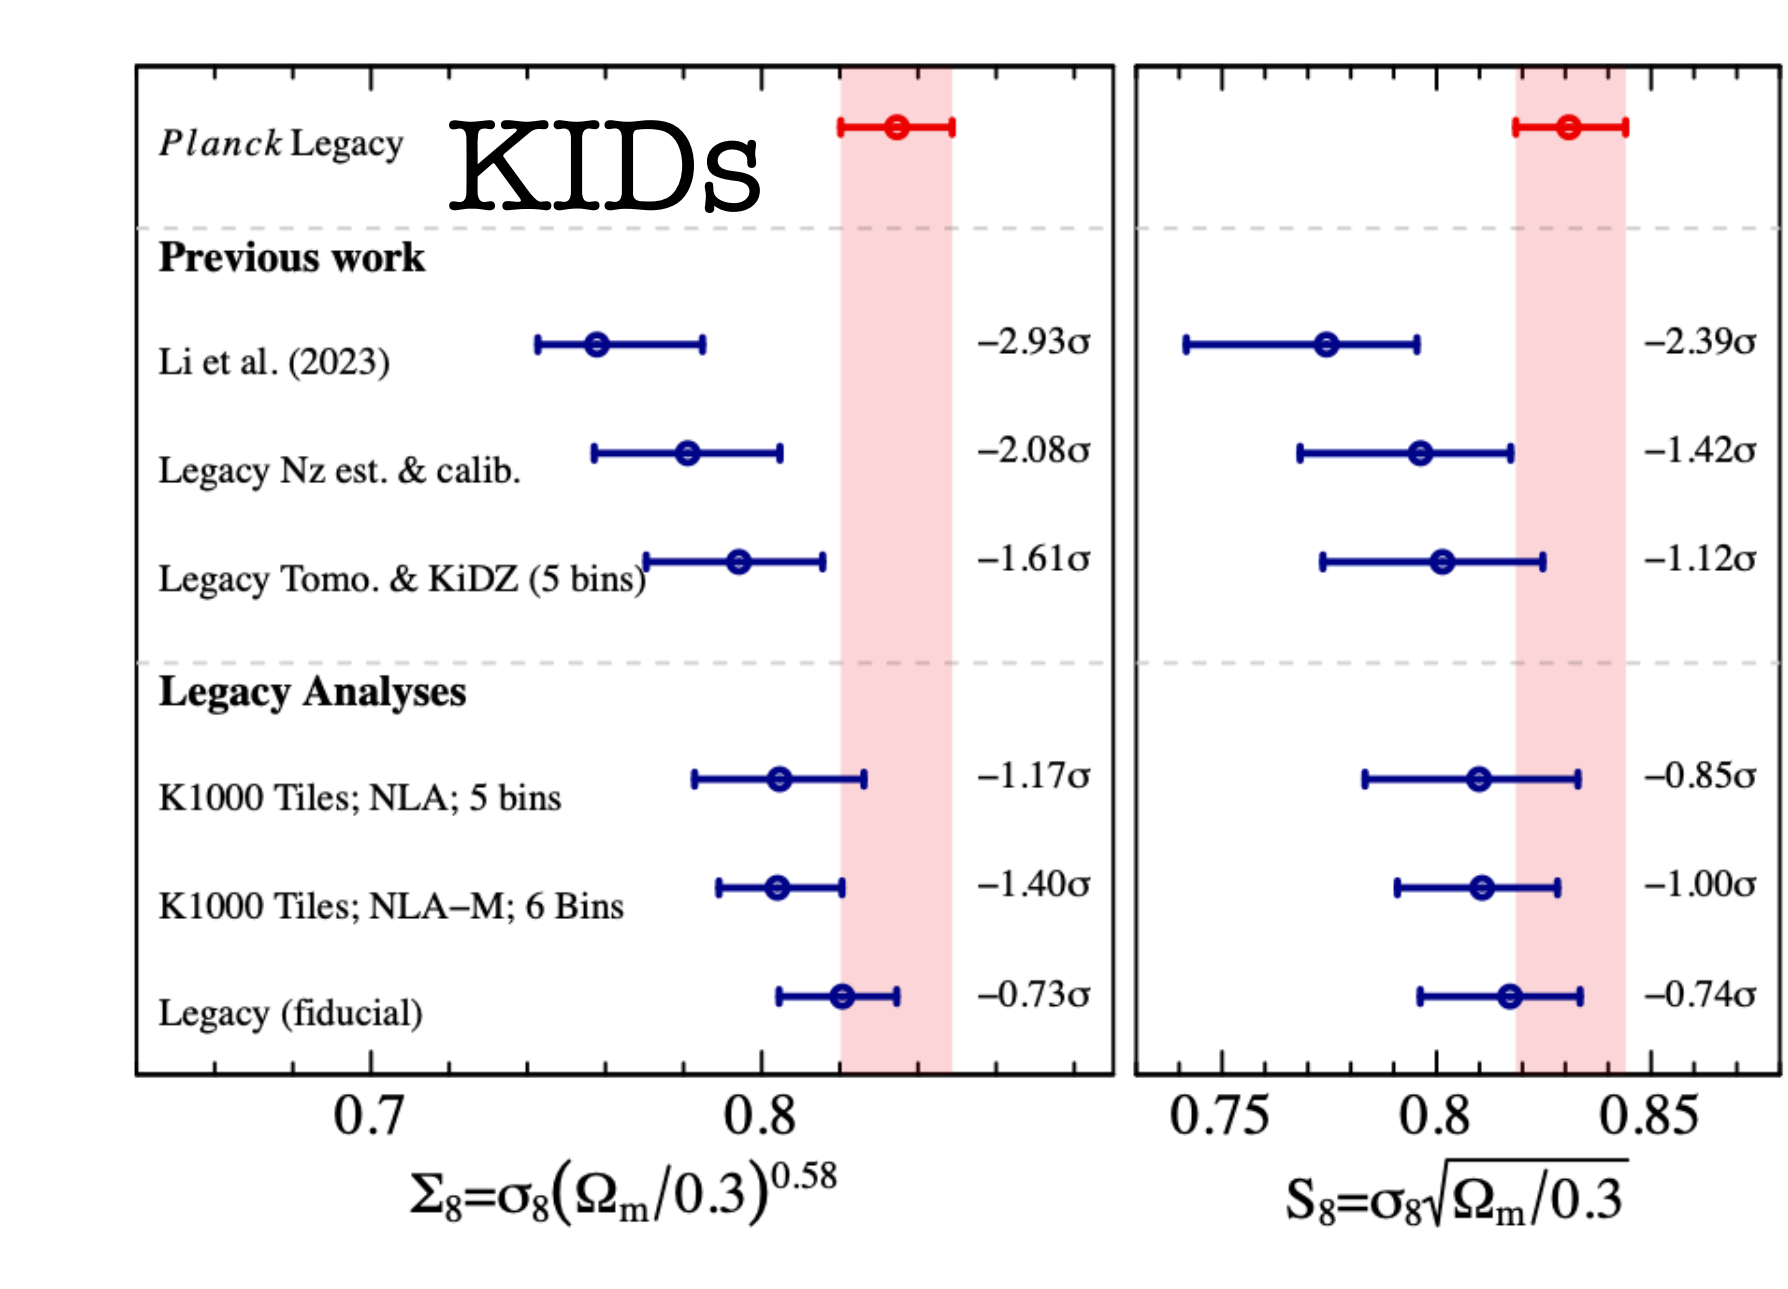 Planck Legacy
KIDs
Previous work
Li et al. (2023) −2.93σ −2.39σ
Legacy Nz est. & calib. −2.08σ −1.42σ
Legacy Tomo. & KiDZ (5 bins) −1.61σ −1.12σ
Legacy Analyses
K1000 Tiles; NLA; 5 bins −1.17σ −0.85σ
K1000 Tiles; NLA−M; 6 Bins −1.40σ −1.00σ
Legacy (fiducial) −0.73σ −0.74σ
0.7 0.8 0.75 0.8 0.85
Σ₈=σ₈(Ωₘ/0.3)^0.58 S₈=σ₈√Ωₘ/0.3